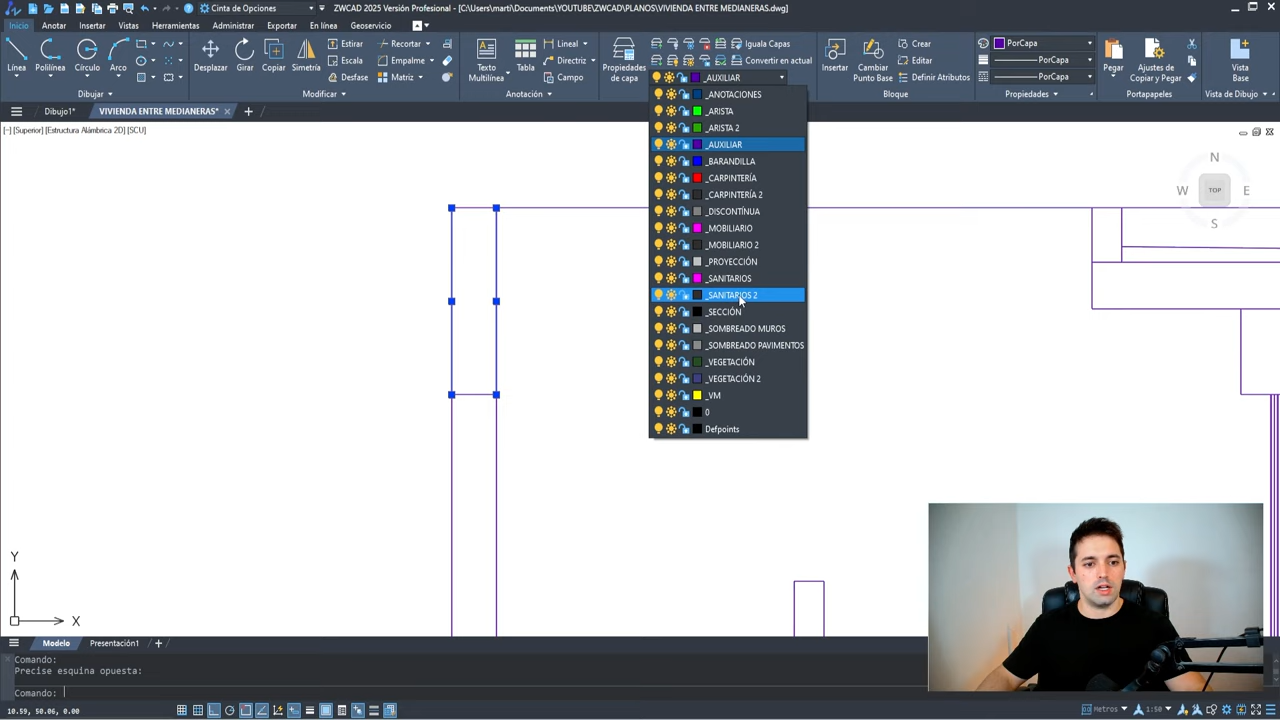 Cinta de Opciones
ZWCAD 2025 Versión Profesional - [C:\Users\marti\Documents\YOUTUBE\ZWCAD\PLANOS\VIVIENDA ENTRE MEDIANERAS.dwg]
Inicio Anotar Insertar Vistas Herramientas Administrar Exportar En línea Geoservicio
Línea Polilínea Círculo Arco
Desplazar Girar Copiar Simetría
Estirar Recortar
Escala Empalme
Desfase Matriz
Texto Multilínea Tabla
Lineal
Directriz
Campo
Propiedades de capa
Iguala Capas
Convertir en actual
_AUXILIAR
Insertar Cambiar Punto Base
Crear
Editar
Definir Atributos
PorCapa
PorCapa
PorCapa
Pegar Ajustes de Copiar y Pegar
Vista Base
Dibujar Modificar Anotación Bloque Propiedades Portapapeles Vista de Dibujo
Dibujo1* VIVIENDA ENTRE MEDIANERAS*
[-] [Superior] [Estructura Alámbrica 2D] [SCU]
_ANOTACIONES
_ARISTA
_ARISTA 2
_AUXILIAR
_BARANDILLA
_CARPINTERÍA
_CARPINTERÍA 2
_DISCONTÍNUA
_MOBILIARIO
_MOBILIARIO 2
_PROYECCIÓN
_SANITARIOS
_SANITARIOS 2
_SECCIÓN
_SOMBREADO MUROS
_SOMBREADO PAVIMENTOS
_VEGETACIÓN
_VEGETACIÓN 2
_VM
0
Defpoints
N
W TOP E
S
Y
X
Modelo Presentación1
Comando:
Precise esquina opuesta:
Comando:
10.59, 50.06, 0.00
Metros 1:50